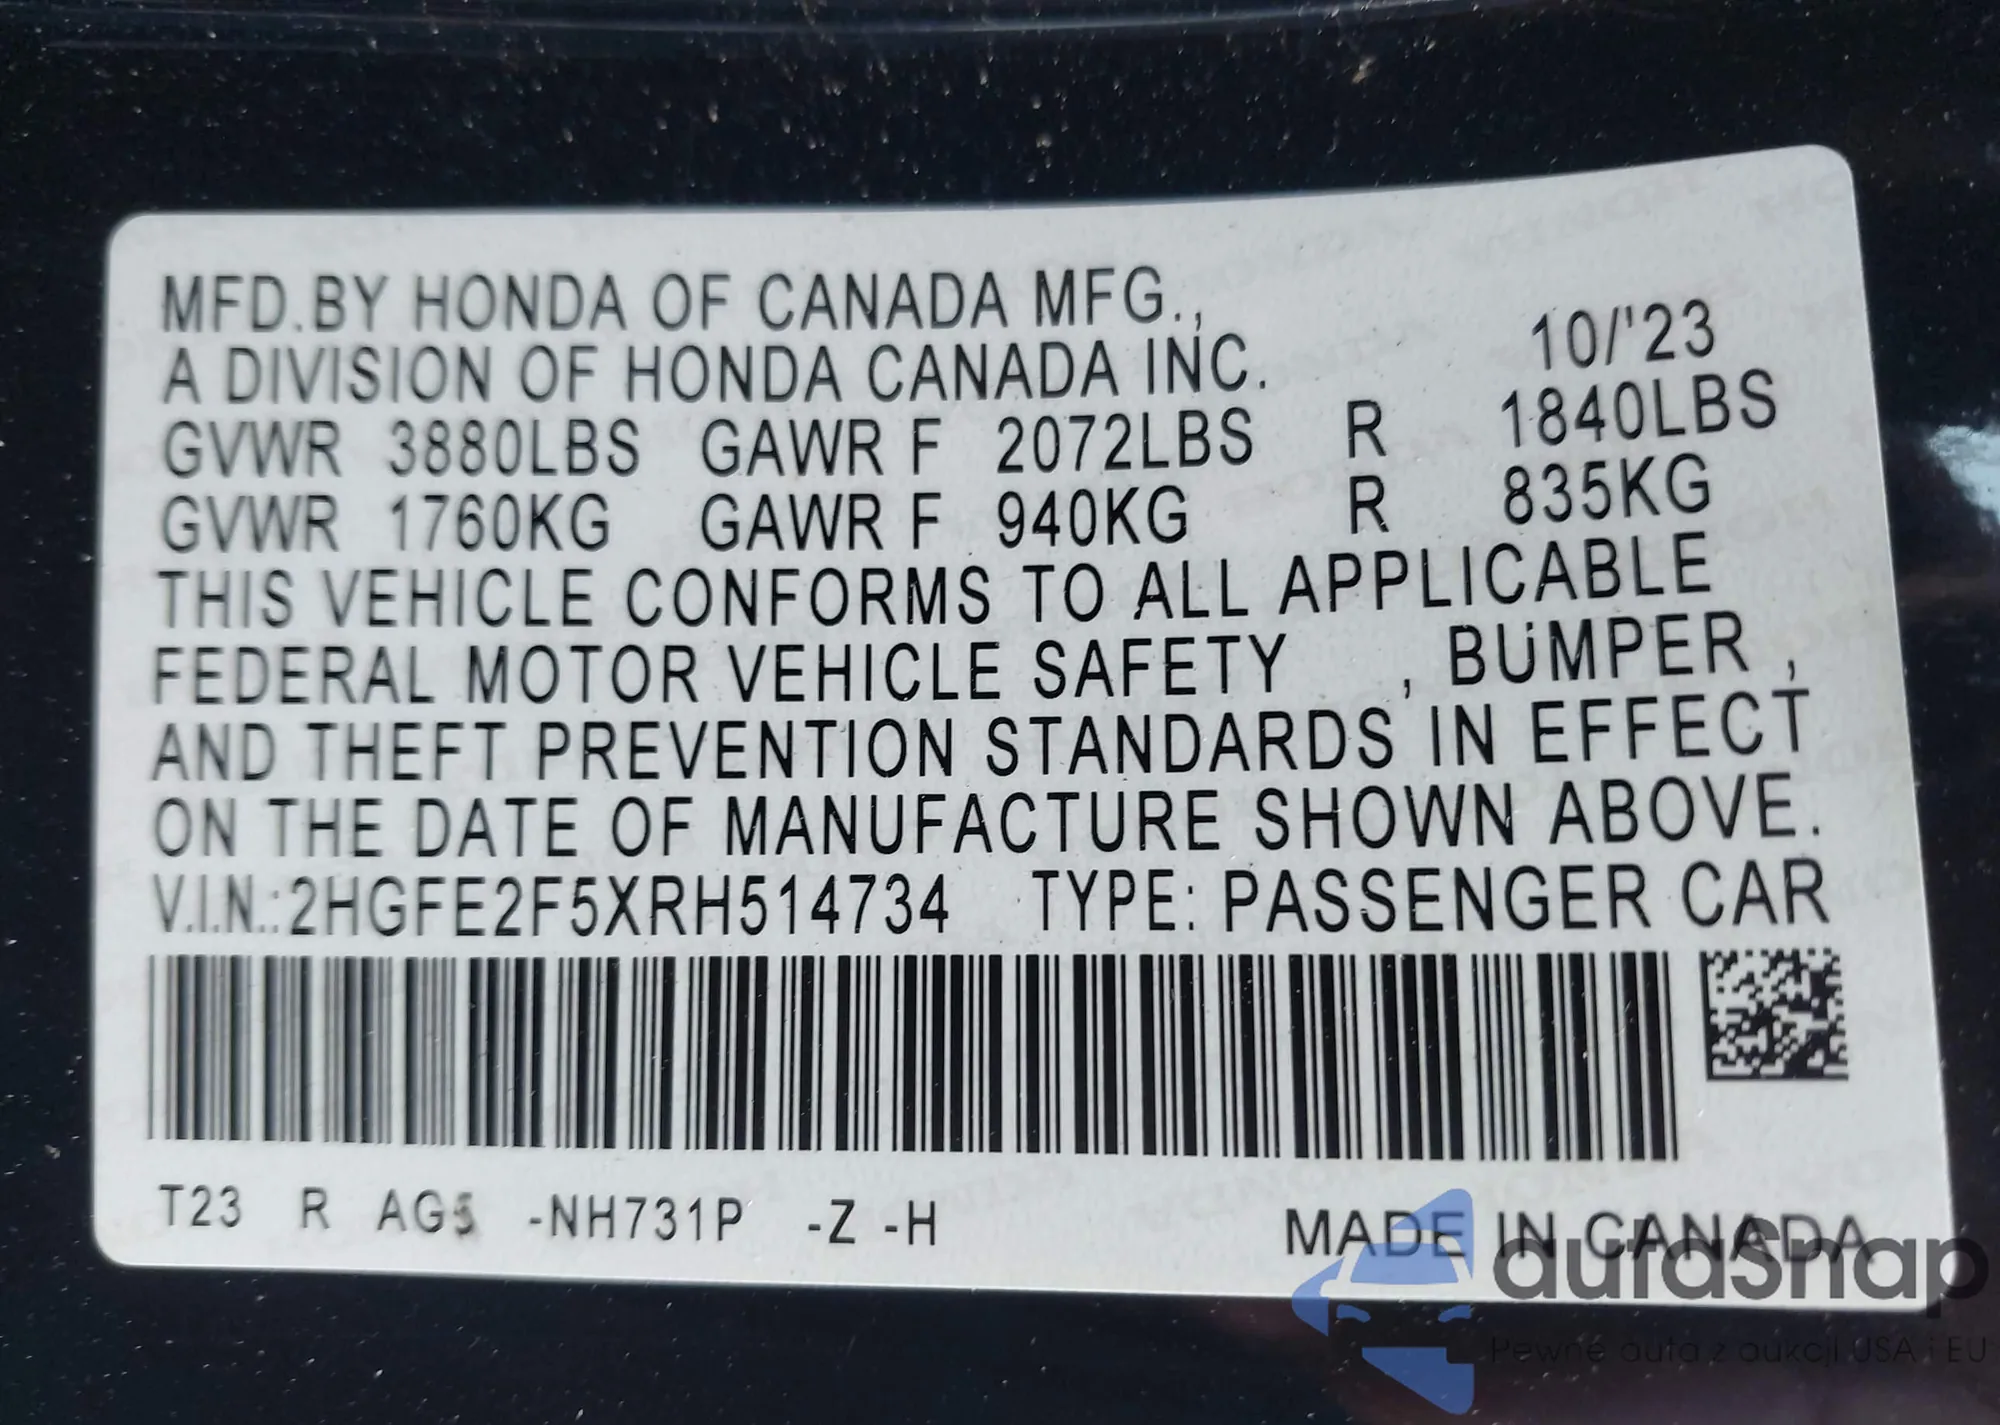 MFD.BY HONDA OF CANADA MFG.,
A DIVISION OF HONDA CANADA INC. 10/'23
GVWR 3880LBS GAWR F 2072LBS R 1840LBS
GVWR 1760KG GAWR F 940KG R 835KG
THIS VEHICLE CONFORMS TO ALL APPLICABLE
FEDERAL MOTOR VEHICLE SAFETY , BUMPER ,
AND THEFT PREVENTION STANDARDS IN EFFECT
ON THE DATE OF MANUFACTURE SHOWN ABOVE.
V.I.N.:2HGFE2F5XRH514734 TYPE: PASSENGER CAR
T23 R AG5 -NH731P -Z -H MADE IN CANADA
autaSnap
Pewne auta z aukcji USA i EU